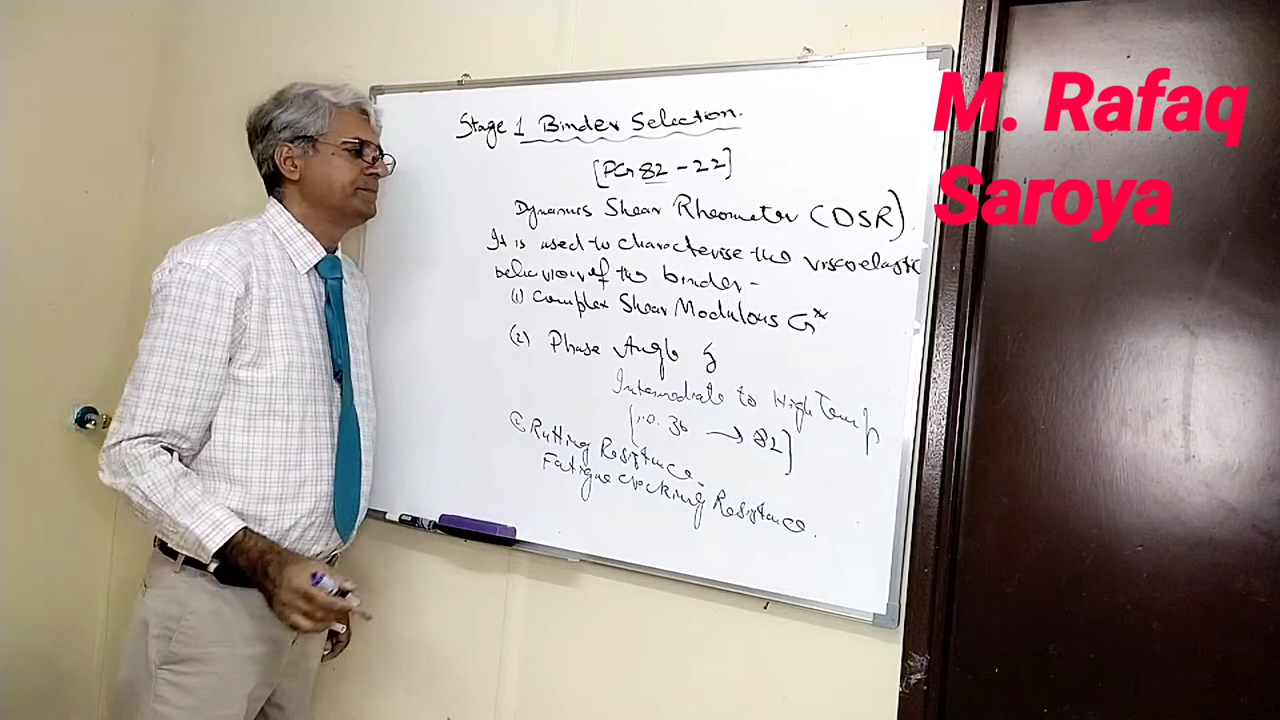 Stage 1 Binder Selection.
[PG 82 - 22]
Dynamis Shear Rheometer (DSR).
It is used to characterise the viscoelastic
behaviour of the binder -
(1) Complex Shear Modulous G*
(2) Phase Angle
Intermediate to High Temp
→ 82]
Rutting Resistance.
Fatigue cracking Resistance.
M. Rafaq
Saroya